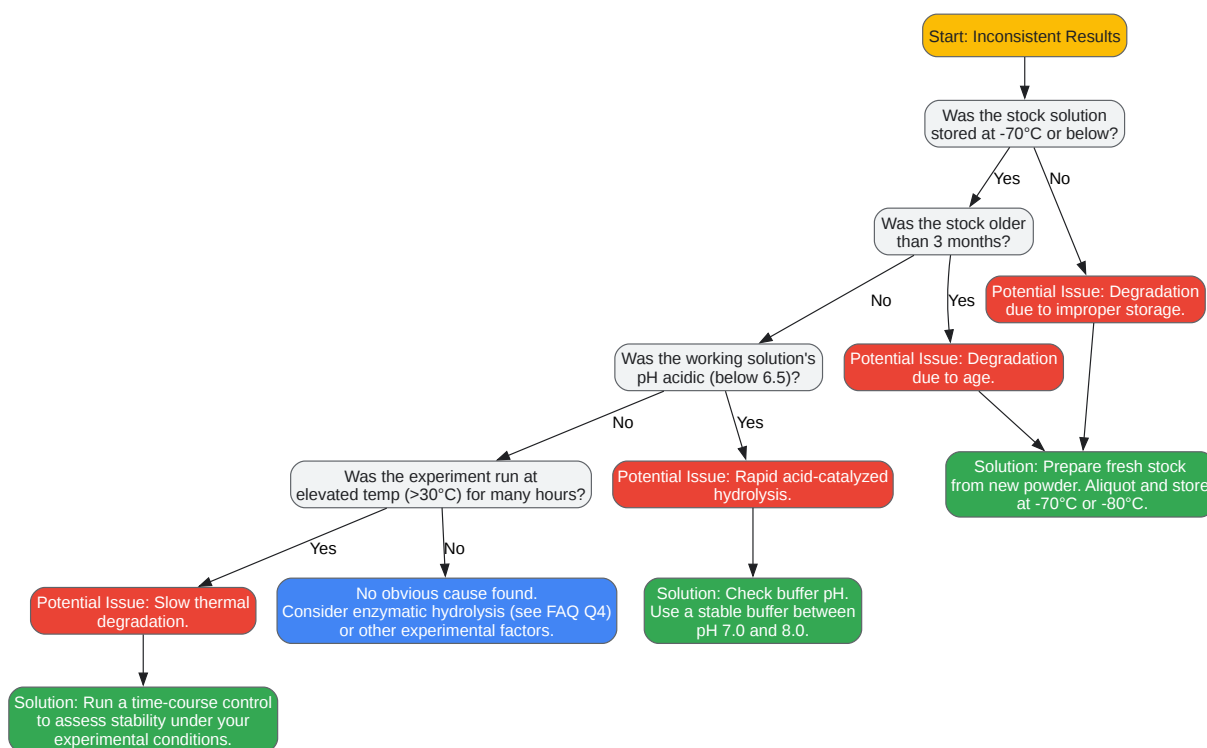 Start: Inconsistent Results
Was the stock solution
stored at -70°C or below?
Yes
No
Was the stock older
than 3 months?
Potential Issue: Degradation
due to improper storage.
No
Yes
Was the working solution's
pH acidic (below 6.5)?
Potential Issue: Degradation
due to age.
No
Yes
Was the experiment run at
elevated temp (>30°C) for many hours?
Potential Issue: Rapid acid-catalyzed
hydrolysis.
Solution: Prepare fresh stock
from new powder. Aliquot and store
at -70°C or -80°C.
Yes
No
Potential Issue: Slow thermal
degradation.
No obvious cause found.
Consider enzymatic hydrolysis (see FAQ Q4)
or other experimental factors.
Solution: Check buffer pH.
Use a stable buffer between
pH 7.0 and 8.0.
Solution: Run a time-course control
to assess stability under your
experimental conditions.